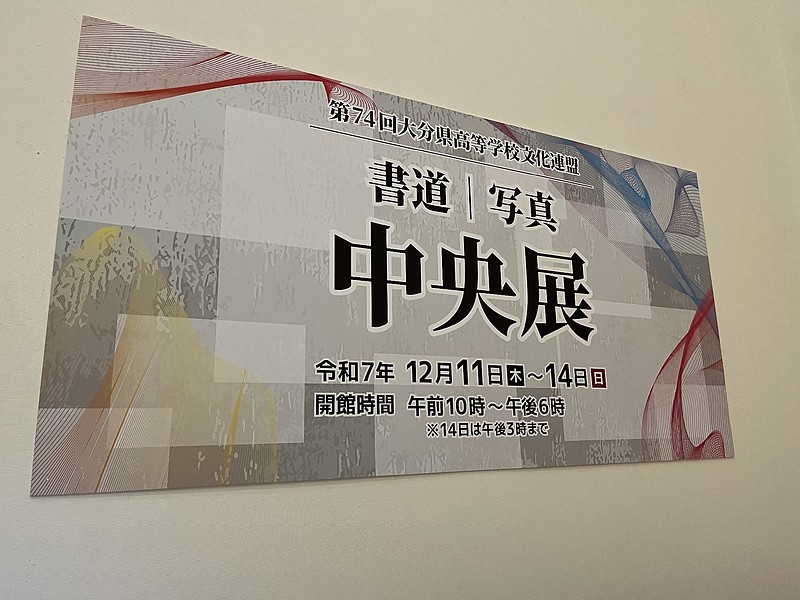 第74回大分県高等学校文化連盟
書道｜写真
中央展
令和7年 12月11日木～14日日
開館時間 午前10時～午後6時
※14日は午後3時まで